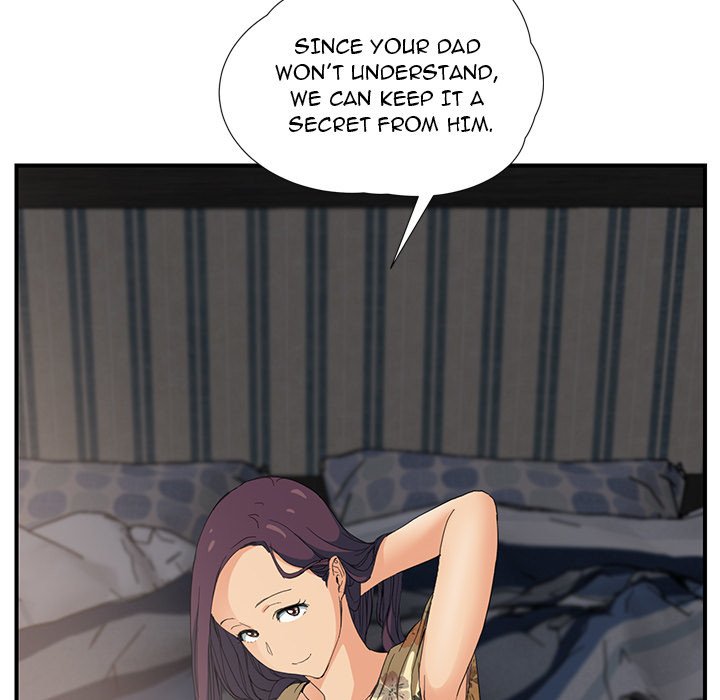 SINCE YOUR DAD
WON'T UNDERSTAND,
WE CAN KEEP IT A
SECRET FROM HIM.